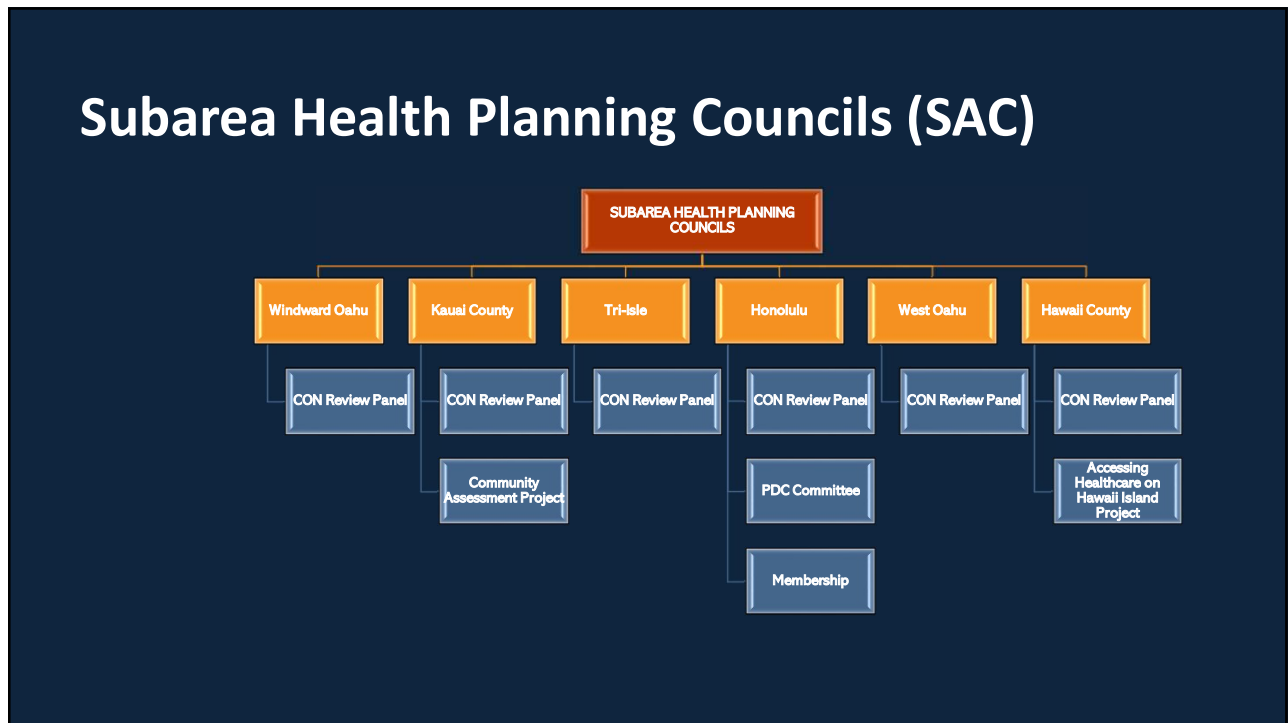 Subarea Health Planning Councils (SAC)
SUBAREA HEALTH PLANNING
COUNCILS
Windward Oahu
Kauai County
Tri-Isle
Honolulu
West Oahu
Hawaii County
CON Review Panel
CON Review Panel
CON Review Panel
CON Review Panel
CON Review Panel
CON Review Panel
Community
Assessment Project
PDC Committee
Accessing
Healthcare on
Hawaii Island
Project
Membership